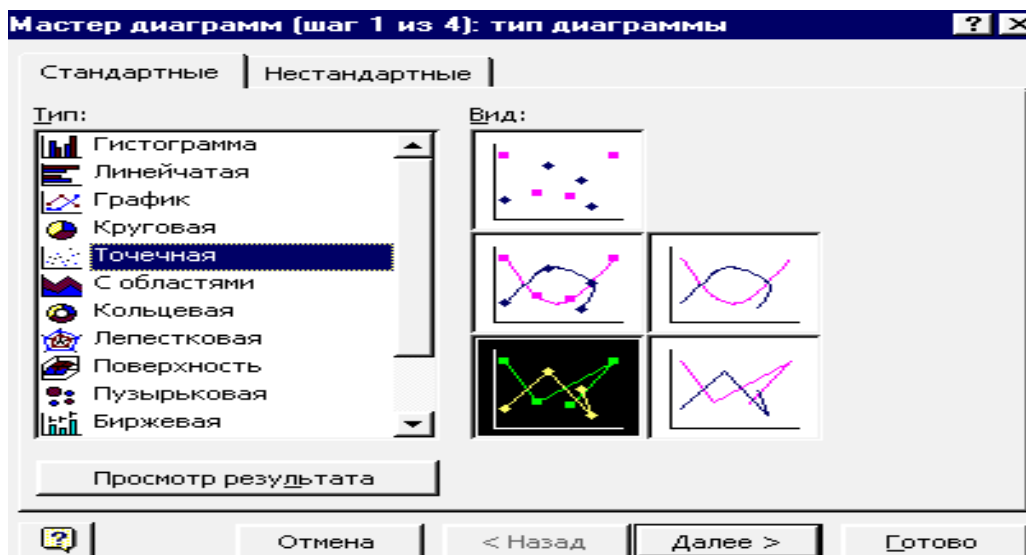 Мастер диаграмм (шаг 1 из 4): тип диаграммы
Стандартные
Нестандартные
Тип:
Гистограмма
Линейчатая
График
Круговая
Точечная
С областями
Кольцевая
Лепестковая
Поверхность
Пузырьковая
Биржевая
Вид:
Просмотр результата
Отмена
< Назад
Далее >
Готово